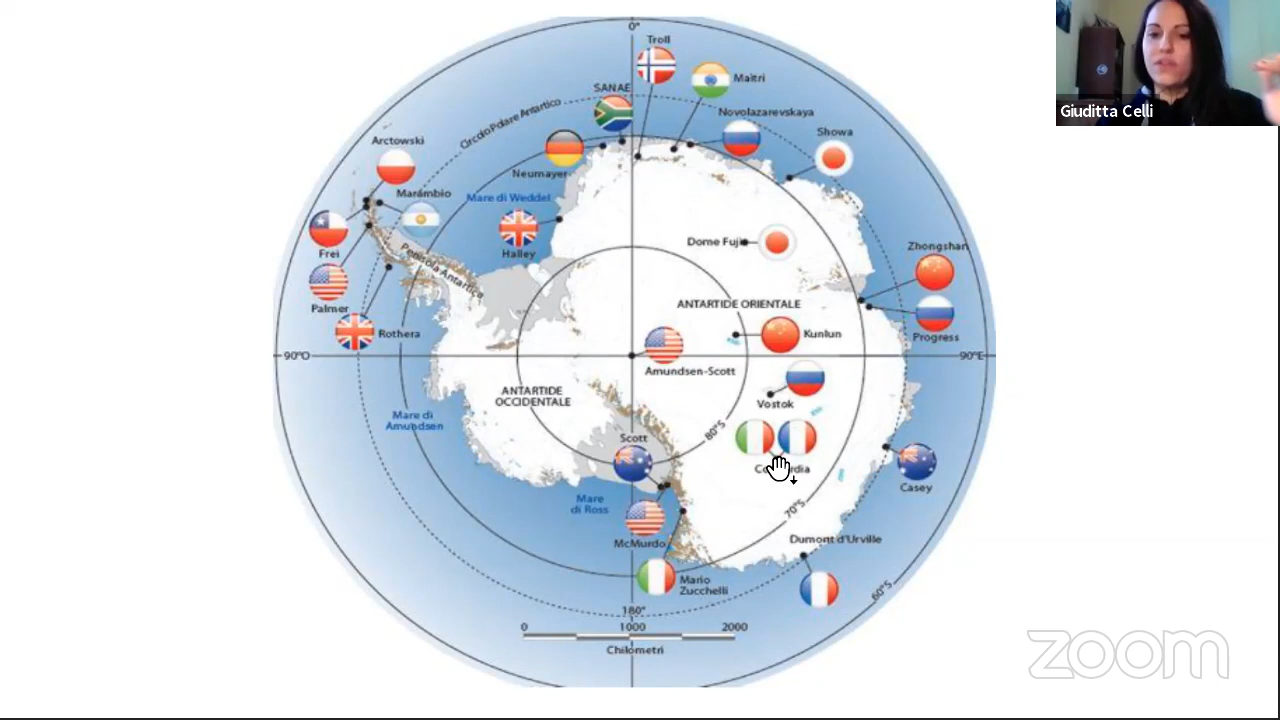 0°
Troll
Maitri
SANAE
Novolazarevskaya
Circolo Polare Antartico
Showa
Arctowski
Neumayer
Marámbio
Mare di Weddel
Frei
Halley
Penisola Antartica
Dome Fuji
Zhongshan
Palmer
ANTARTIDE ORIENTALE
Rothera
Kunlun
Progress
90°O
90°E
Amundsen-Scott
ANTARTIDE
OCCIDENTALE
Vostok
Mare di
Amundsen
80°S
Scott
Casey
Mare
di Ross
70°S
McMurdo
Dumont d'Urville
Mario
Zucchelli
60°S
180°
0 1000 2000
Chilometri
Giuditta Celli
zoom